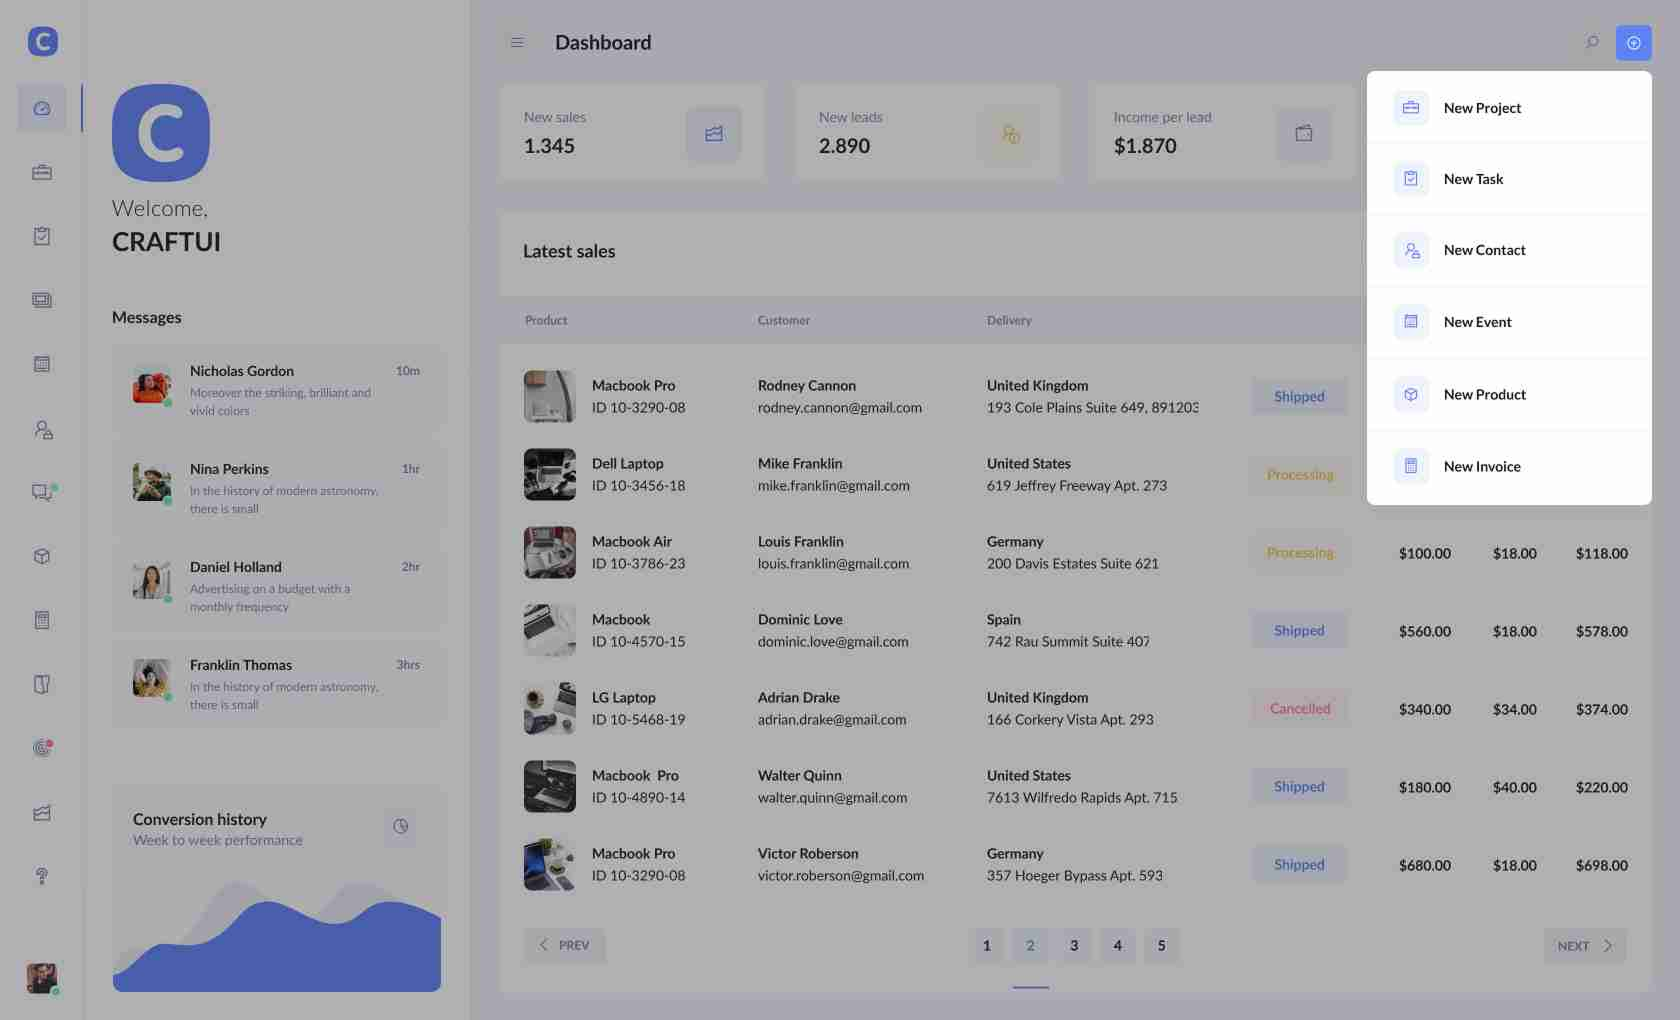 C
Dashboard
C
Welcome,
CRAFTUI
Messages
Nicholas Gordon
10m
Moreover the striking, brilliant and
vivid colors
Nina Perkins
1hr
In the history of modern astronomy,
there is small
Daniel Holland
2hr
Advertising on a budget with a
monthly frequency
Franklin Thomas
3hrs
In the history of modern astronomy,
there is small
Conversion history
Week to week performance
New sales
1.345
New leads
2.890
Income per lead
$1.870
New Project
New Task
New Contact
New Event
New Product
New Invoice
Latest sales
Product Customer Delivery
Macbook Pro Rodney Cannon United Kingdom
ID 10-3290-08 rodney.cannon@gmail.com 193 Cole Plains Suite 649, 891203
Shipped
Dell Laptop Mike Franklin United States
ID 10-3456-18 mike.franklin@gmail.com 619 Jeffrey Freeway Apt. 273
Processing
Macbook Air Louis Franklin Germany
ID 10-3786-23 louis.franklin@gmail.com 200 Davis Estates Suite 621
Processing $100.00 $18.00 $118.00
Macbook Dominic Love Spain
ID 10-4570-15 dominic.love@gmail.com 742 Rau Summit Suite 407
Shipped $560.00 $18.00 $578.00
LG Laptop Adrian Drake United Kingdom
ID 10-5468-19 adrian.drake@gmail.com 166 Corkery Vista Apt. 293
Cancelled $340.00 $34.00 $374.00
Macbook  Pro Walter Quinn United States
ID 10-4890-14 walter.quinn@gmail.com 7613 Wilfredo Rapids Apt. 715
Shipped $180.00 $40.00 $220.00
Macbook Pro Victor Roberson Germany
ID 10-3290-08 victor.roberson@gmail.com 357 Hoeger Bypass Apt. 593
Shipped $680.00 $18.00 $698.00
PREV 1 2 3 4 5 NEXT